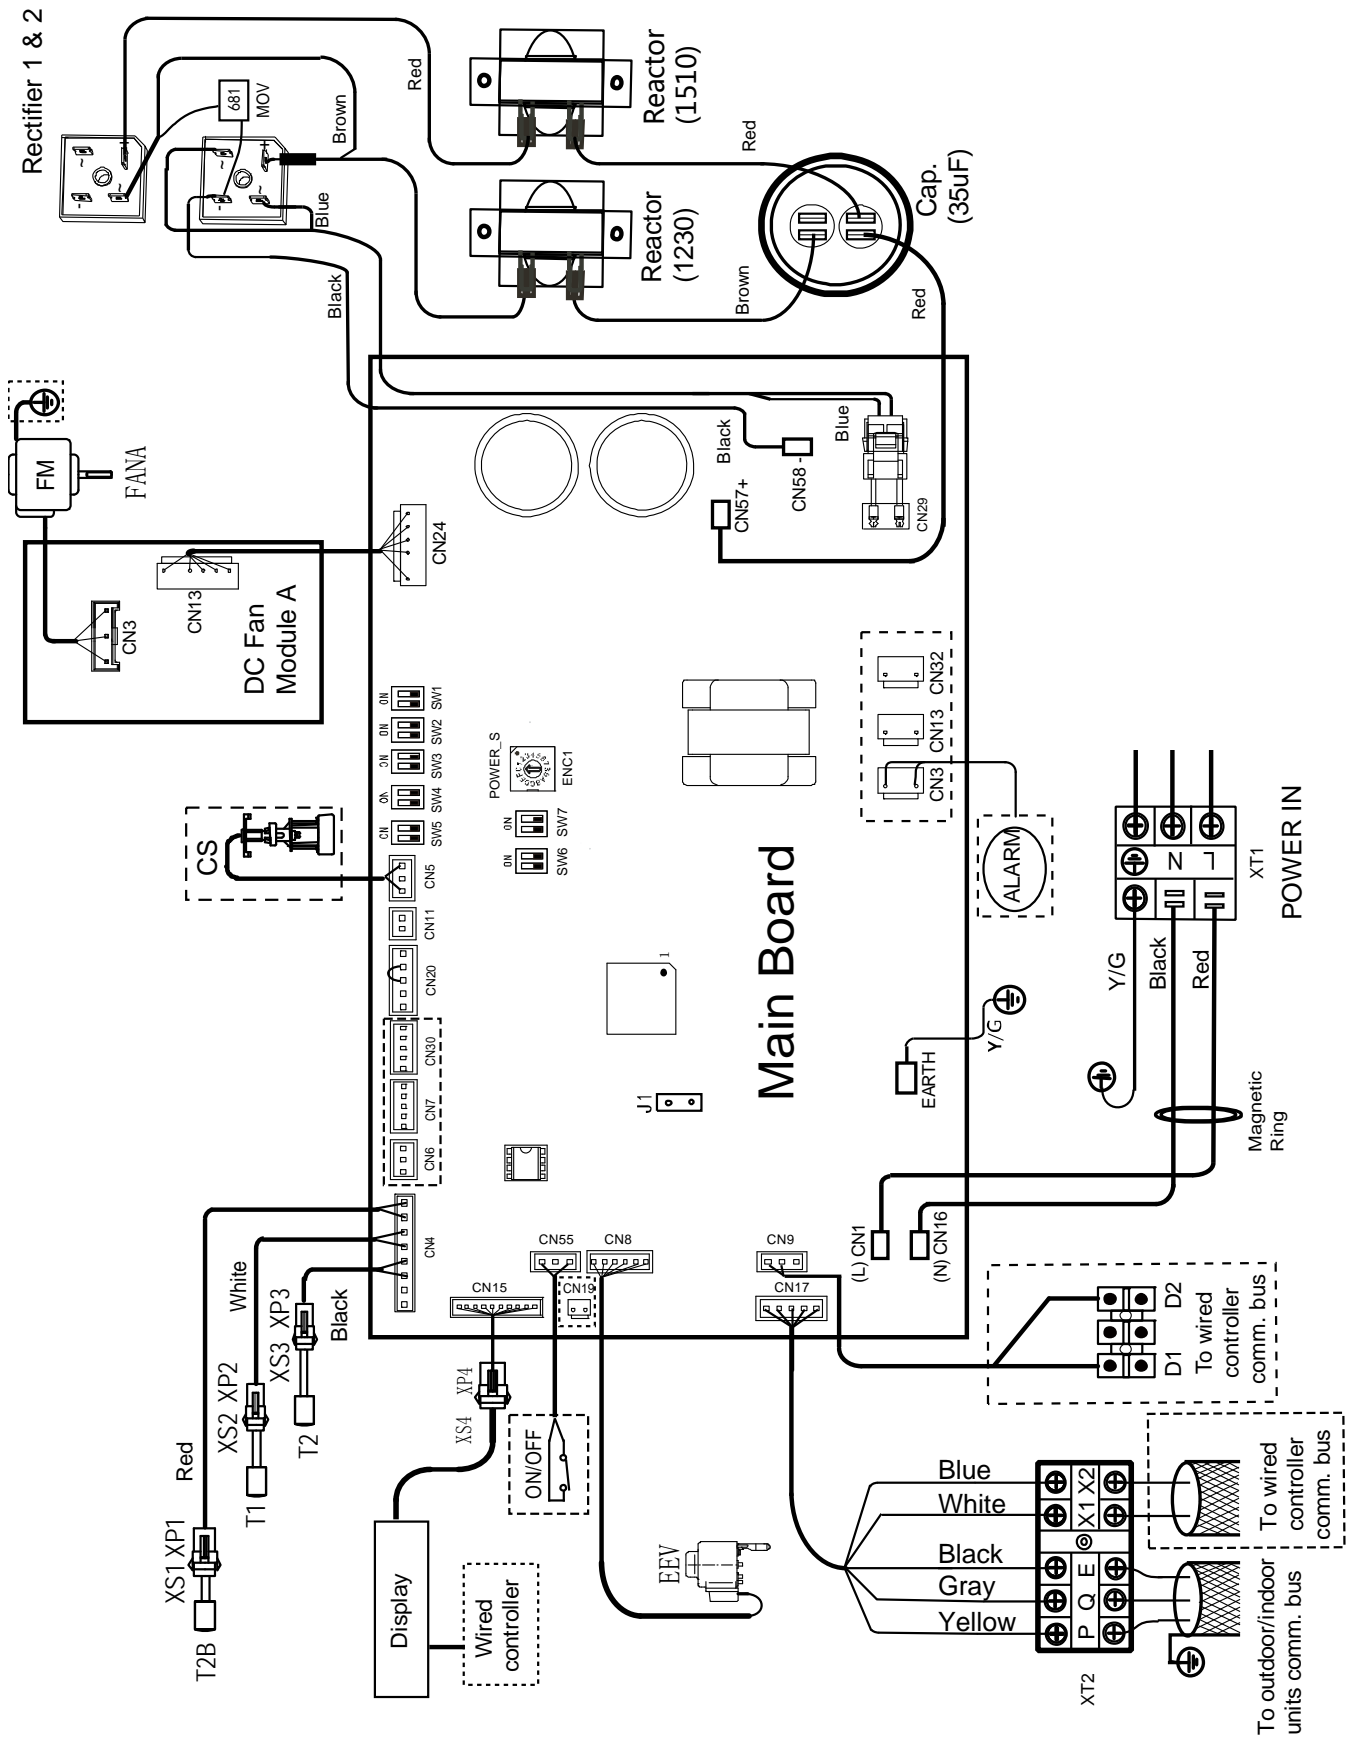 Rectifier 1 & 2
681
MOV
Brown
Blue
Black
Red
Reactor
(1510)
Reactor
(1230)
Red
Brown
Cap.
(35uF)
Red
FM
FANA
CN3
CN13
DC Fan
Module A
CN24
Black
CN58 -
CN57+
Blue
CN29
SW1
SW2
SW3
SW4
SW5
POWER_S
ENC1
SW7
ON
SW6
ON
CS
CN5
CN11
CN20
CN30
CN7
CN6
CN4
1
J1
Main Board
CN32
CN13
CN3
ALARM
EARTH
Y/G
Y/G
Black
Red
N
L
XT1
POWER IN
Magnetic
Ring
(L) CN1
(N) CN16
CN9
CN17
CN8
CN55
CN19
CN15
Red
White
Black
XS1 XP1
T2B
XS2 XP2
T1
XS3 XP3
T2
XS4 XP4
Display
Wired
controller
ON/OFF
EEV
D1 D2
To wired
controller
comm. bus
Blue
White
Black
Gray
Yellow
P Q E X1 X2
XT2
To wired
controller
comm. bus
To outdoor/indoor
units comm. bus